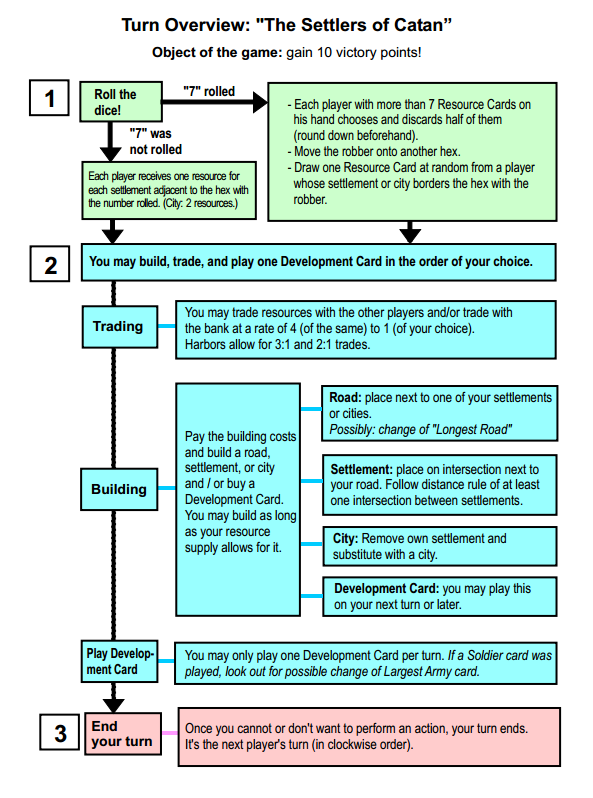 Turn Overview: "The Settlers of Catan”
Object of the game: gain 10 victory points!
1
Roll the
dice!
"7" rolled
"7" was
not rolled
- Each player with more than 7 Resource Cards on
his hand chooses and discards half of them
(round down beforehand).
- Move the robber onto another hex.
- Draw one Resource Card at random from a player
whose settlement or city borders the hex with the
robber.
Each player receives one resource for
each settlement adjacent to the hex with
the number rolled. (City: 2 resources.)
2
You may build, trade, and play one Development Card in the order of your choice.
Trading
You may trade resources with the other players and/or trade with
the bank at a rate of 4 (of the same) to 1 (of your choice).
Harbors allow for 3:1 and 2:1 trades.
Building
Pay the building costs
and build a road,
settlement, or city
and / or buy a
Development Card.
You may build as long
as your resource
supply allows for it.
Road: place next to one of your settlements
or cities.
Possibly: change of "Longest Road"
Settlement: place on intersection next to
your road. Follow distance rule of at least
one intersection between settlements.
City: Remove own settlement and
substitute with a city.
Development Card: you may play this
on your next turn or later.
Play Develop-
ment Card
You may only play one Development Card per turn. If a Soldier card was
played, look out for possible change of Largest Army card.
3
End
your turn
Once you cannot or don't want to perform an action, your turn ends.
It's the next player's turn (in clockwise order).